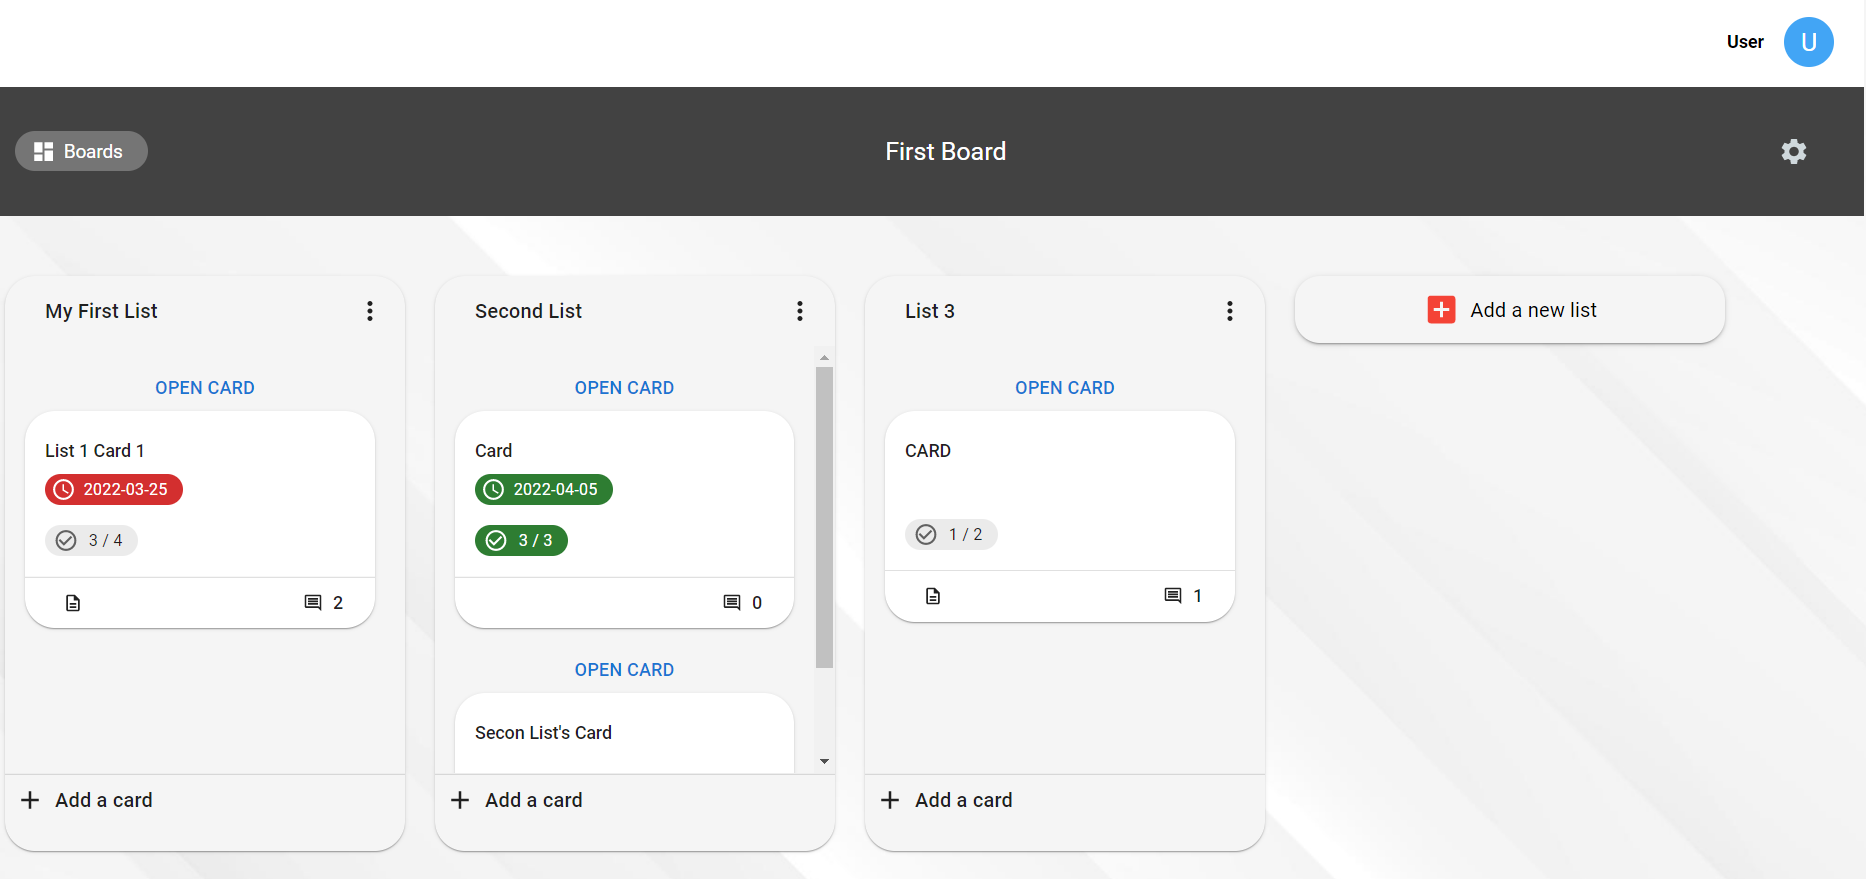 User
U
Boards
First Board
My First List
OPEN CARD
List 1 Card 1
2022-03-25
3 / 4
2
Add a card
Second List
OPEN CARD
Card
2022-04-05
3 / 3
0
OPEN CARD
Secon List's Card
Add a card
List 3
OPEN CARD
CARD
1 / 2
1
Add a card
Add a new list